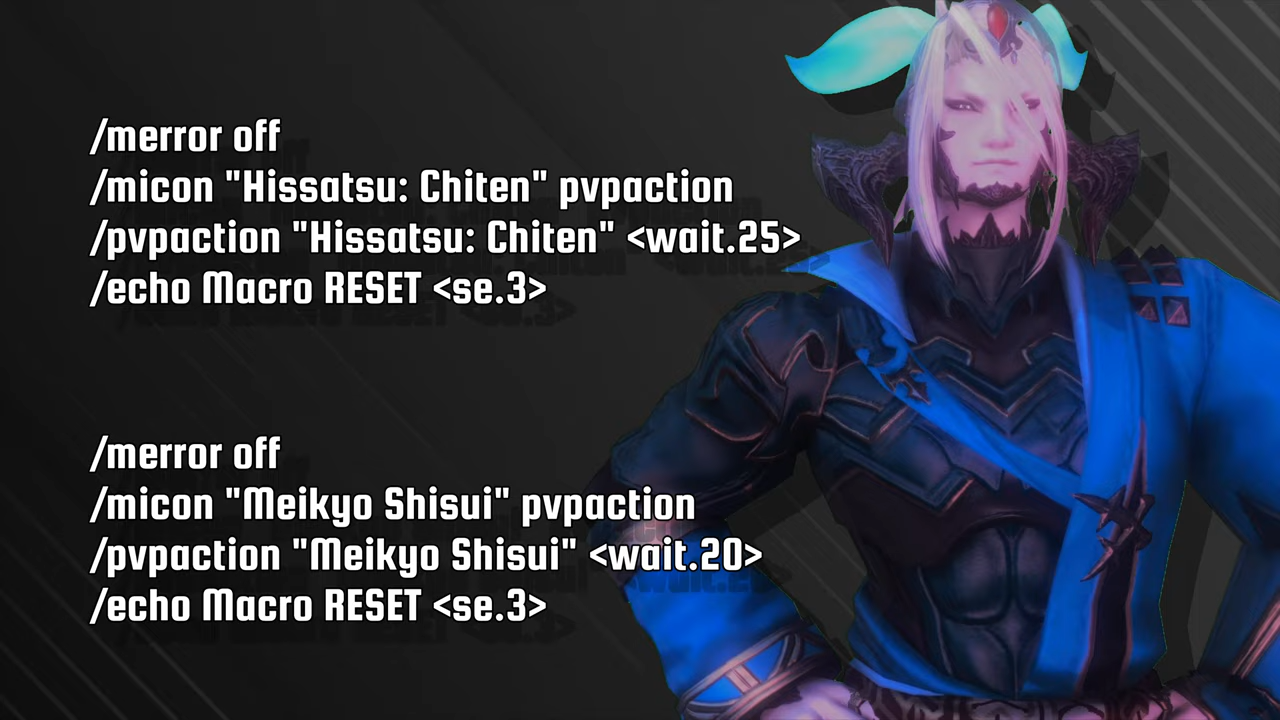 /merror off
/micon "Hissatsu: Chiten" pvpaction
/pvpaction "Hissatsu: Chiten" <wait.25>
/echo Macro RESET <se.3>
/merror off
/micon "Meikyo Shisui" pvpaction
/pvpaction "Meikyo Shisui" <wait.20>
/echo Macro RESET <se.3>